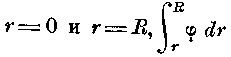 r = 0 и r = R, ∫_r^R φ dr